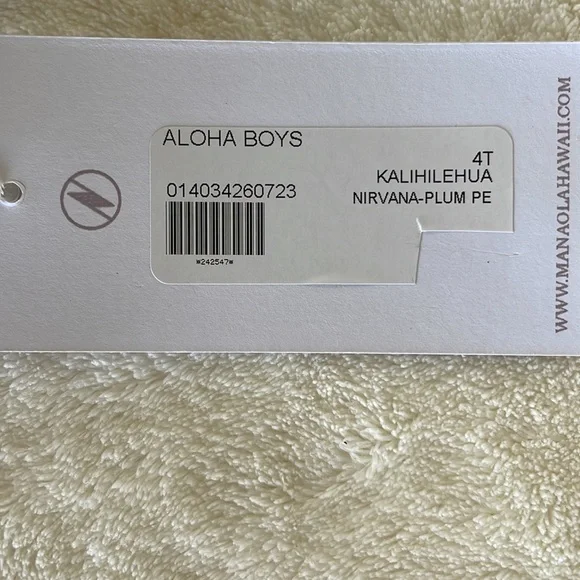 ALOHA BOYS
4T
KALIHILEHUA
014034260723
NIRVANA-PLUM PE
*242547*
WWW.MANAOLAHAWAII.COM